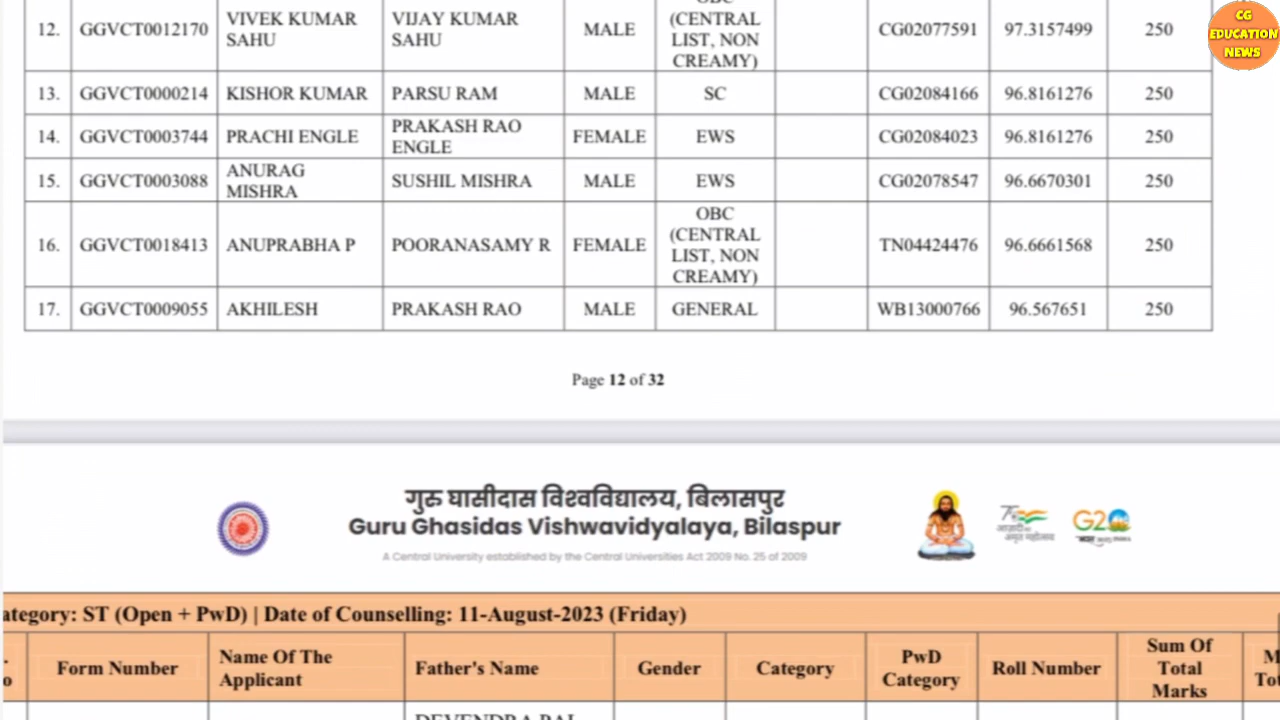 CG
EDUCATION
NEWS
12. GGVCT0012170 VIVEK KUMAR SAHU VIJAY KUMAR SAHU MALE (CENTRAL LIST, NON CREAMY) CG02077591 97.3157499 250
13. GGVCT0000214 KISHOR KUMAR PARSU RAM MALE SC CG02084166 96.8161276 250
14. GGVCT0003744 PRACHI ENGLE PRAKASH RAO ENGLE FEMALE EWS CG02084023 96.8161276 250
15. GGVCT0003088 ANURAG MISHRA SUSHIL MISHRA MALE EWS CG02078547 96.6670301 250
16. GGVCT0018413 ANUPRABHA P POORANASAMY R FEMALE OBC (CENTRAL LIST, NON CREAMY) TN04424476 96.6661568 250
17. GGVCT0009055 AKHILESH PRAKASH RAO MALE GENERAL WB13000766 96.567651 250
Page 12 of 32
गुरु घासीदास विश्वविद्यालय, बिलासपुर
Guru Ghasidas Vishwavidyalaya, Bilaspur
A Central University established by the Central Universities Act 2009 No. 25 of 2009
G20
ategory: ST (Open + PwD) | Date of Counselling: 11-August-2023 (Friday)
Form Number Name Of The Applicant Father's Name Gender Category PwD Category Roll Number Sum Of Total Marks